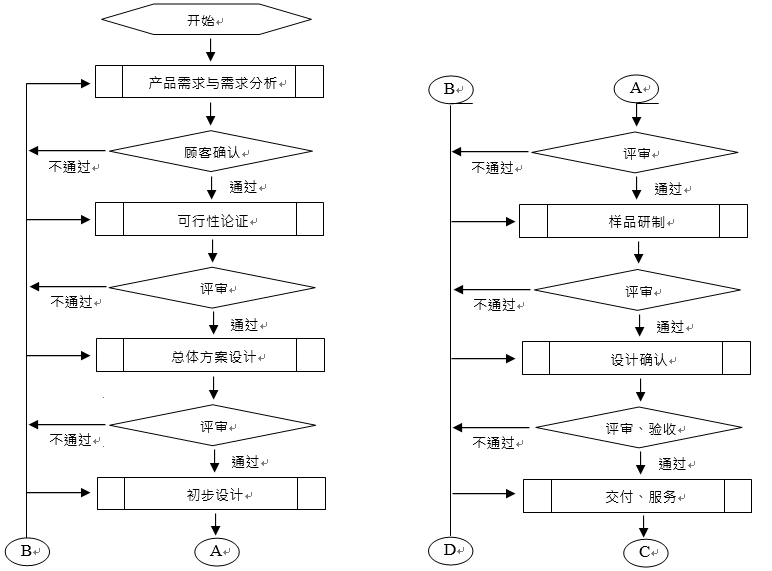 开始
产品需求与需求分析
顾客确认
不通过
通过
可行性论证
评审
不通过
通过
总体方案设计
评审
不通过
通过
初步设计
B
A
B
A
评审
不通过
通过
样品研制
评审
不通过
通过
设计确认
评审、验收
不通过
通过
交付、服务
D
C